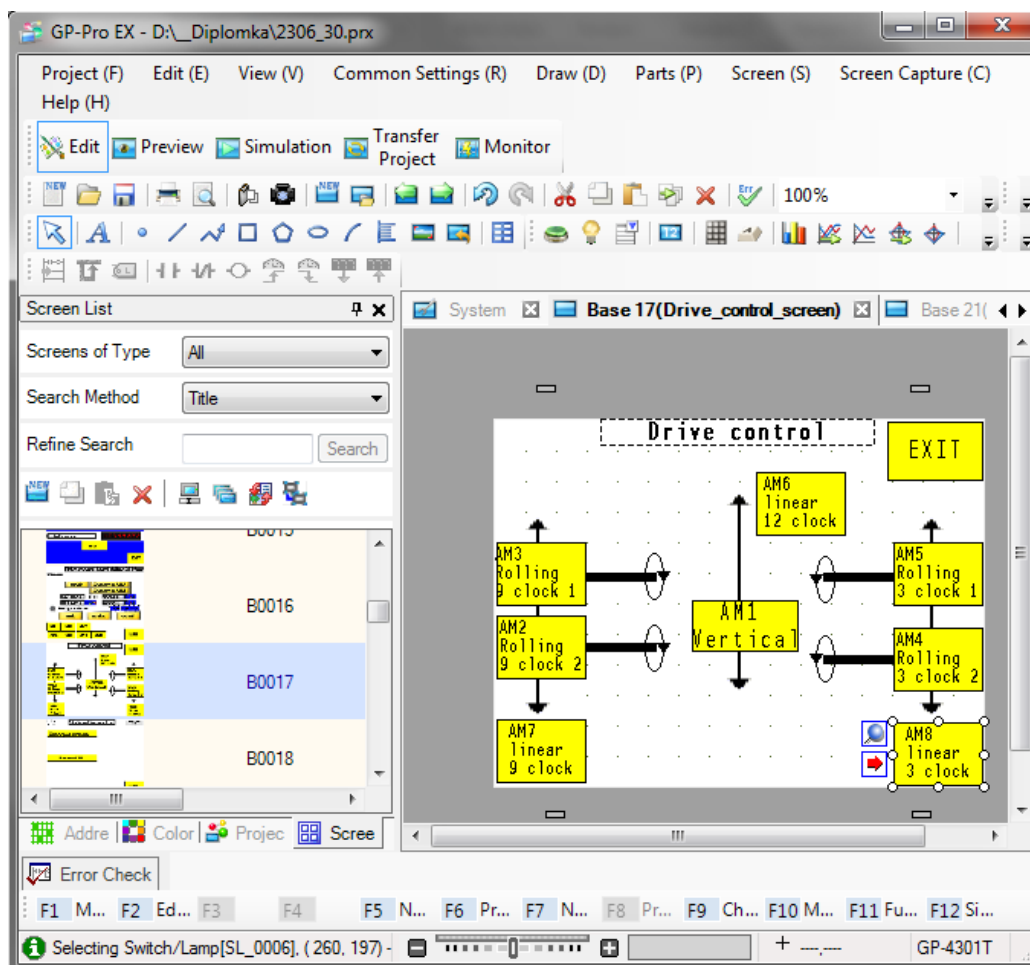 GP-Pro EX - D:\__Diplomka\2306_30.prx
Project (F) Edit (E) View (V) Common Settings (R) Draw (D) Parts (P) Screen (S) Screen Capture (C)
Help (H)
Edit Preview Simulation Transfer Project Monitor
100%
Screen List
System Base 17(Drive_control_screen) Base 21(
Screens of Type All
Search Method Title
Refine Search Search
B0016
B0017
B0018
Drive control
EXIT
AM6
linear
12 clock
AM3
Rolling
9 clock 1
AM5
Rolling
3 clock 1
AM1
Vertical
AM2
Rolling
9 clock 2
AM4
Rolling
3 clock 2
AM7
linear
9 clock
AM8
linear
3 clock
Addre Color Projec Scree
Error Check
F1 M... F2 Ed... F3 F4 F5 N... F6 Pr... F7 N... F8 Pr... F9 Ch... F10 M... F11 Fu... F12 Si...
Selecting Switch/Lamp[SL_0006], ( 260, 197) - + ----,---- GP-4301T